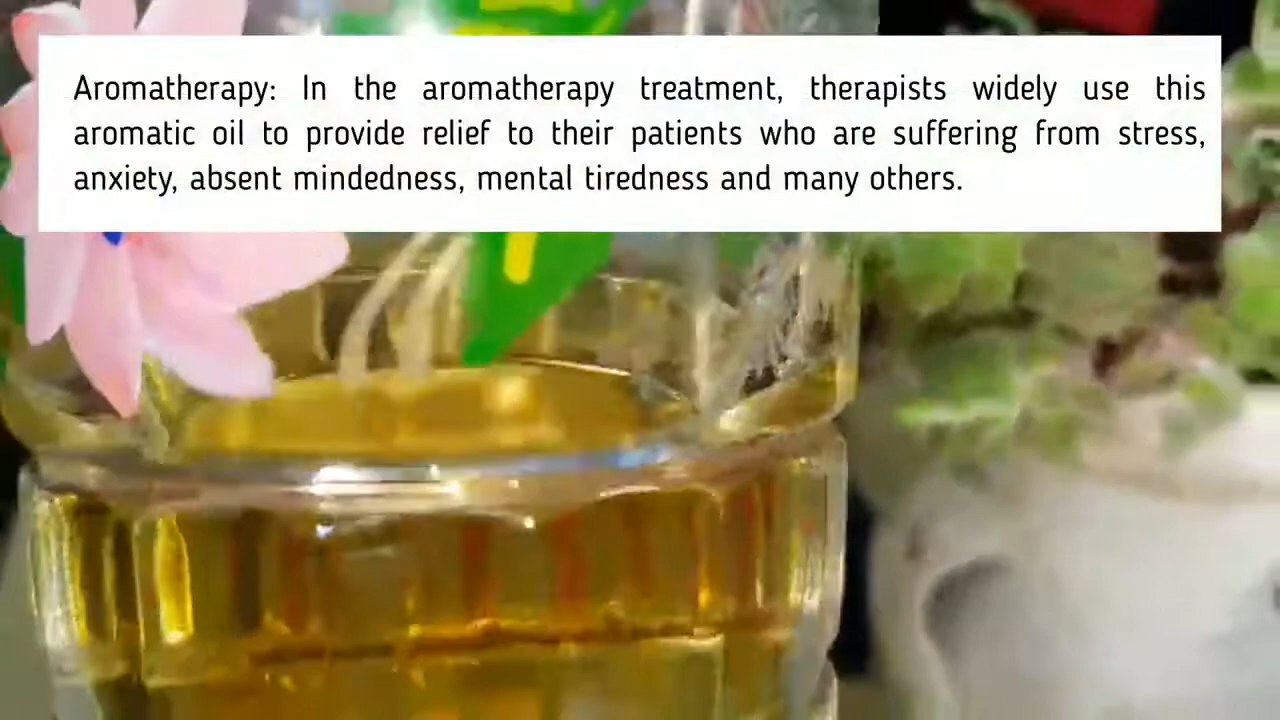 Aromatherapy: In the aromatherapy treatment, therapists widely use this
aromatic oil to provide relief to their patients who are suffering from stress,
anxiety, absent mindedness, mental tiredness and many others.